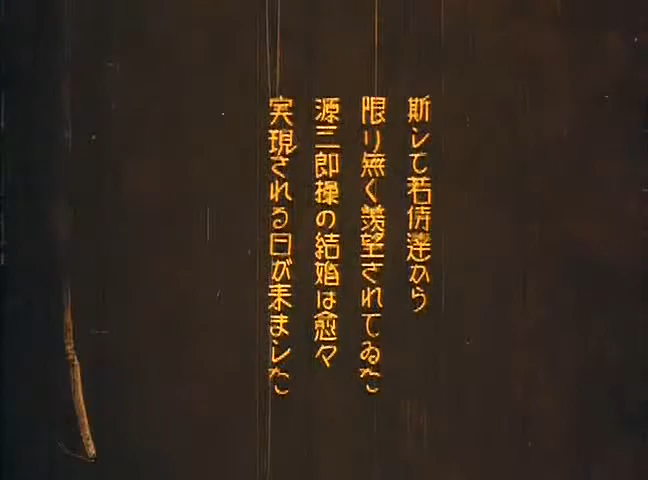 斯して若侍達から
限り無く羨望されてゐた
源三郎操の結婚は愈々
実現される日が来ました